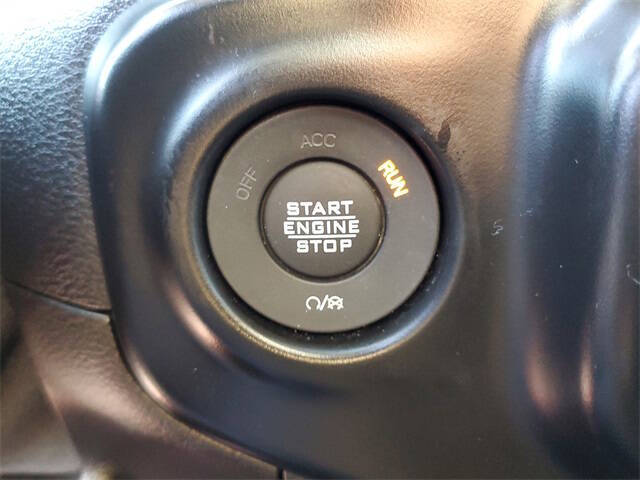 ACC
OFF
RUN
START
ENGINE
STOP
/